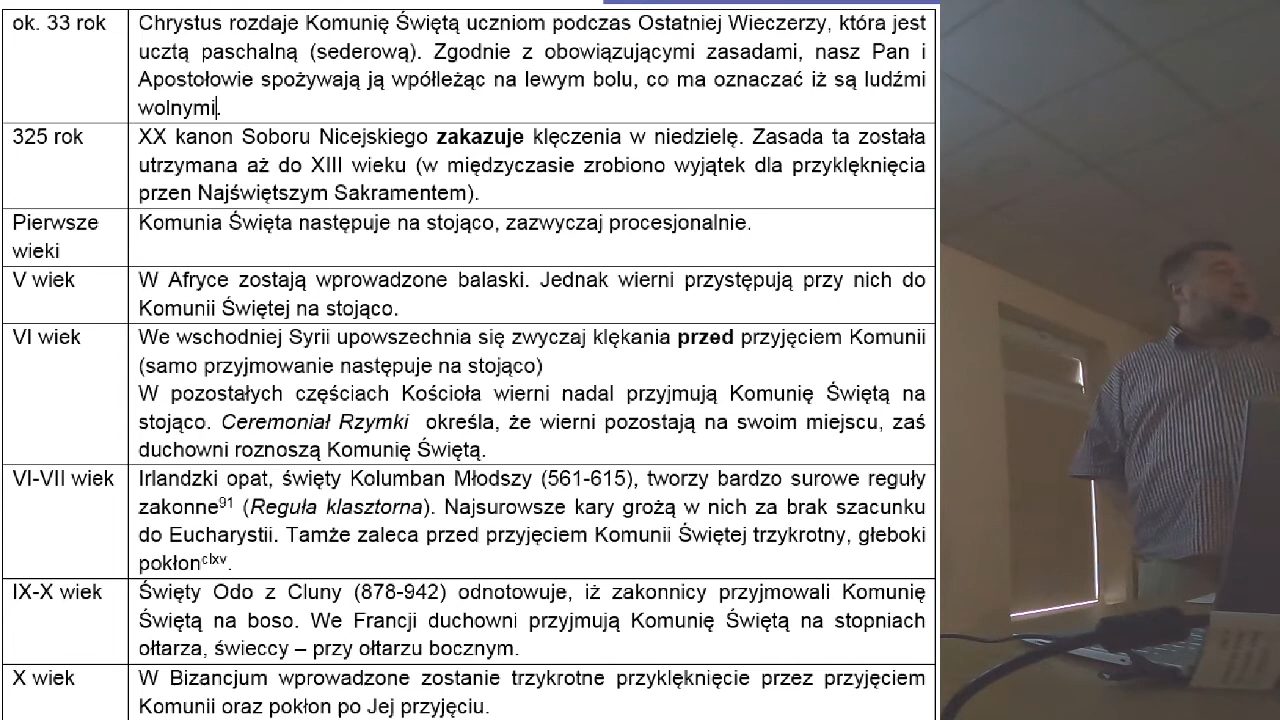 ok. 33 rok
Chrystus rozdaje Komunię Świętą uczniom podczas Ostatniej Wieczerzy, która jest
ucztą paschalną (sederową). Zgodnie z obowiązującymi zasadami, nasz Pan i
Apostołowie spożywają ją wpółleżąc na lewym bolu, co ma oznaczać iż są ludźmi
wolnymi.
325 rok
XX kanon Soboru Nicejskiego zakazuje klęczenia w niedzielę. Zasada ta została
utrzymana aż do XIII wieku (w międzyczasie zrobiono wyjątek dla przyklęknięcia
przen Najświętszym Sakramentem).
Pierwsze
wieki
Komunia Święta następuje na stojąco, zazwyczaj procesjonalnie.
V wiek
W Afryce zostają wprowadzone balaski. Jednak wierni przystępują przy nich do
Komunii Świętej na stojąco.
VI wiek
We wschodniej Syrii upowszechnia się zwyczaj klękania przed przyjęciem Komunii
(samo przyjmowanie następuje na stojąco)
W pozostałych częściach Kościoła wierni nadal przyjmują Komunię Świętą na
stojąco. Ceremoniał Rzymki określa, że wierni pozostają na swoim miejscu, zaś
duchowni roznoszą Komunię Świętą.
VI-VII wiek
Irlandzki opat, święty Kolumban Młodszy (561-615), tworzy bardzo surowe reguły
zakonne91 (Reguła klasztorna). Najsurowsze kary grożą w nich za brak szacunku
do Eucharystii. Tamże zaleca przed przyjęciem Komunii Świętej trzykrotny, głeboki
pokłonclxv.
IX-X wiek
Święty Odo z Cluny (878-942) odnotowuje, iż zakonnicy przyjmowali Komunię
Świętą na boso. We Francji duchowni przyjmują Komunię Świętą na stopniach
ołtarza, świeccy – przy ołtarzu bocznym.
X wiek
W Bizancjum wprowadzone zostanie trzykrotne przyklęknięcie przez przyjęciem
Komunii oraz pokłon po Jej przyjęciu.